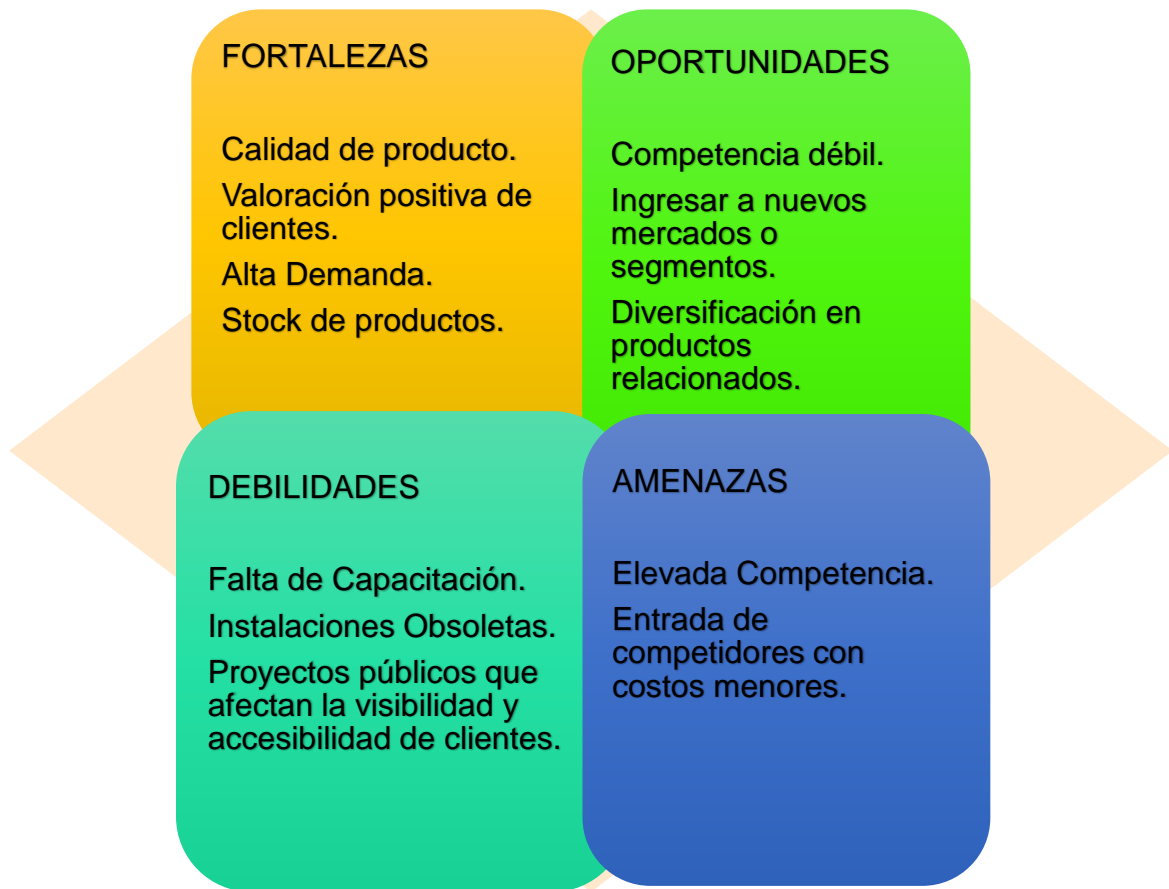 FORTALEZAS
Calidad de producto.
Valoración positiva de
clientes.
Alta Demanda.
Stock de productos.
OPORTUNIDADES
Competencia débil.
Ingresar a nuevos
mercados o
segmentos.
Diversificación en
productos
relacionados.
DEBILIDADES
Falta de Capacitación.
Instalaciones Obsoletas.
Proyectos públicos que
afectan la visibilidad y
accesibilidad de clientes.
AMENAZAS
Elevada Competencia.
Entrada de
competidores con
costos menores.